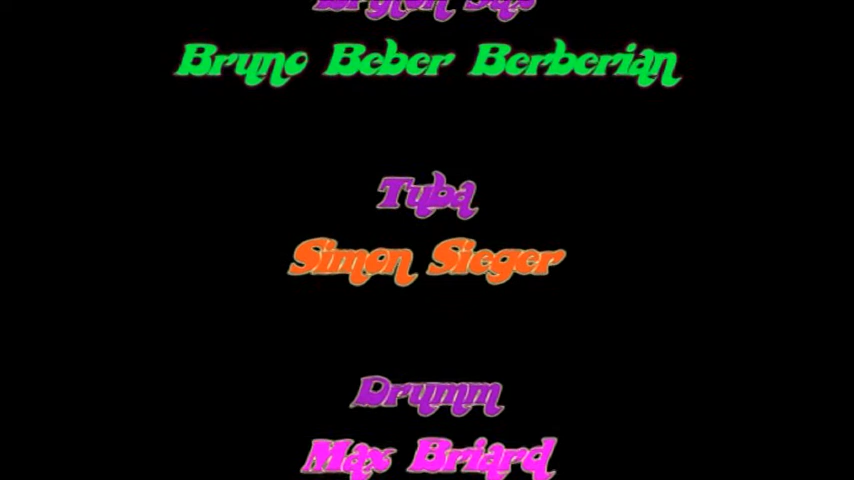 Bruno Beber Berberian
Tuba
Simon Sieger
Drumm
Max Briard